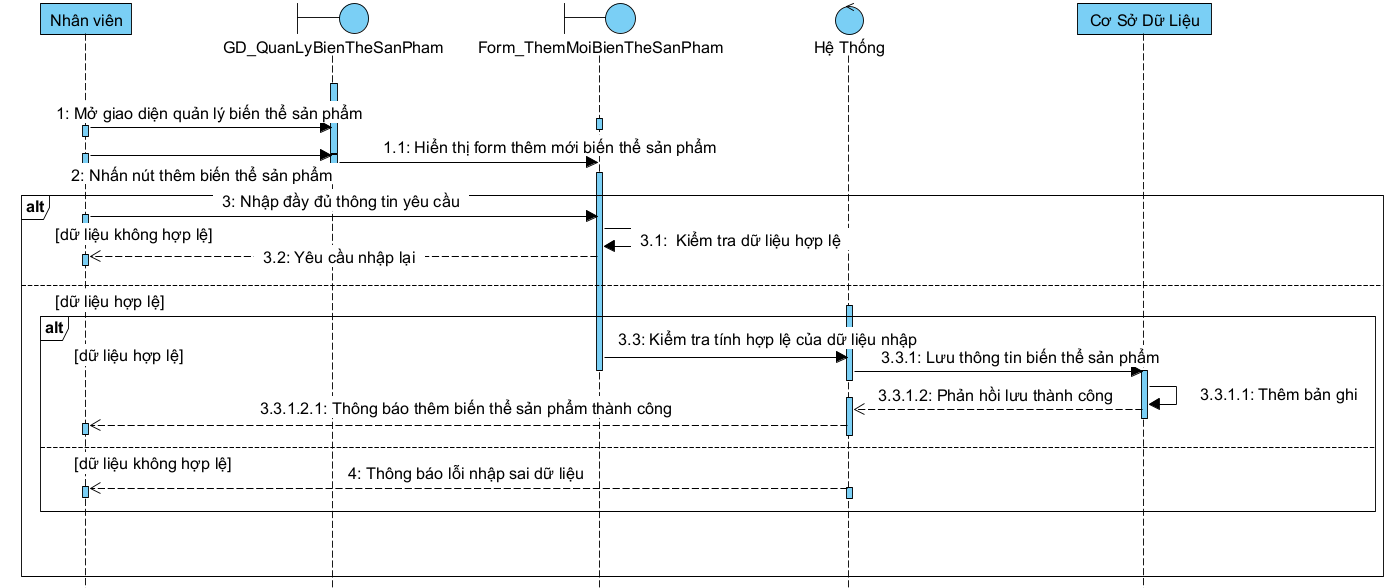 Nhân viên
GD_QuanLyBienTheSanPham
Form_ThemMoiBienTheSanPham
Hệ Thống
Cơ Sở Dữ Liệu
1: Mở giao diện quản lý biến thể sản phẩm
1.1: Hiển thị form thêm mới biến thể sản phẩm
2: Nhấn nút thêm biến thể sản phẩm
alt
3: Nhập đầy đủ thông tin yêu cầu
[dữ liệu không hợp lệ]
3.1: Kiểm tra dữ liệu hợp lệ
3.2: Yêu cầu nhập lại
[dữ liệu hợp lệ]
alt
3.3: Kiểm tra tính hợp lệ của dữ liệu nhập
[dữ liệu hợp lệ]
3.3.1: Lưu thông tin biến thể sản phẩm
3.3.1.1: Thêm bản ghi
3.3.1.2: Phản hồi lưu thành công
3.3.1.2.1: Thông báo thêm biến thể sản phẩm thành công
[dữ liệu không hợp lệ]
4: Thông báo lỗi nhập sai dữ liệu